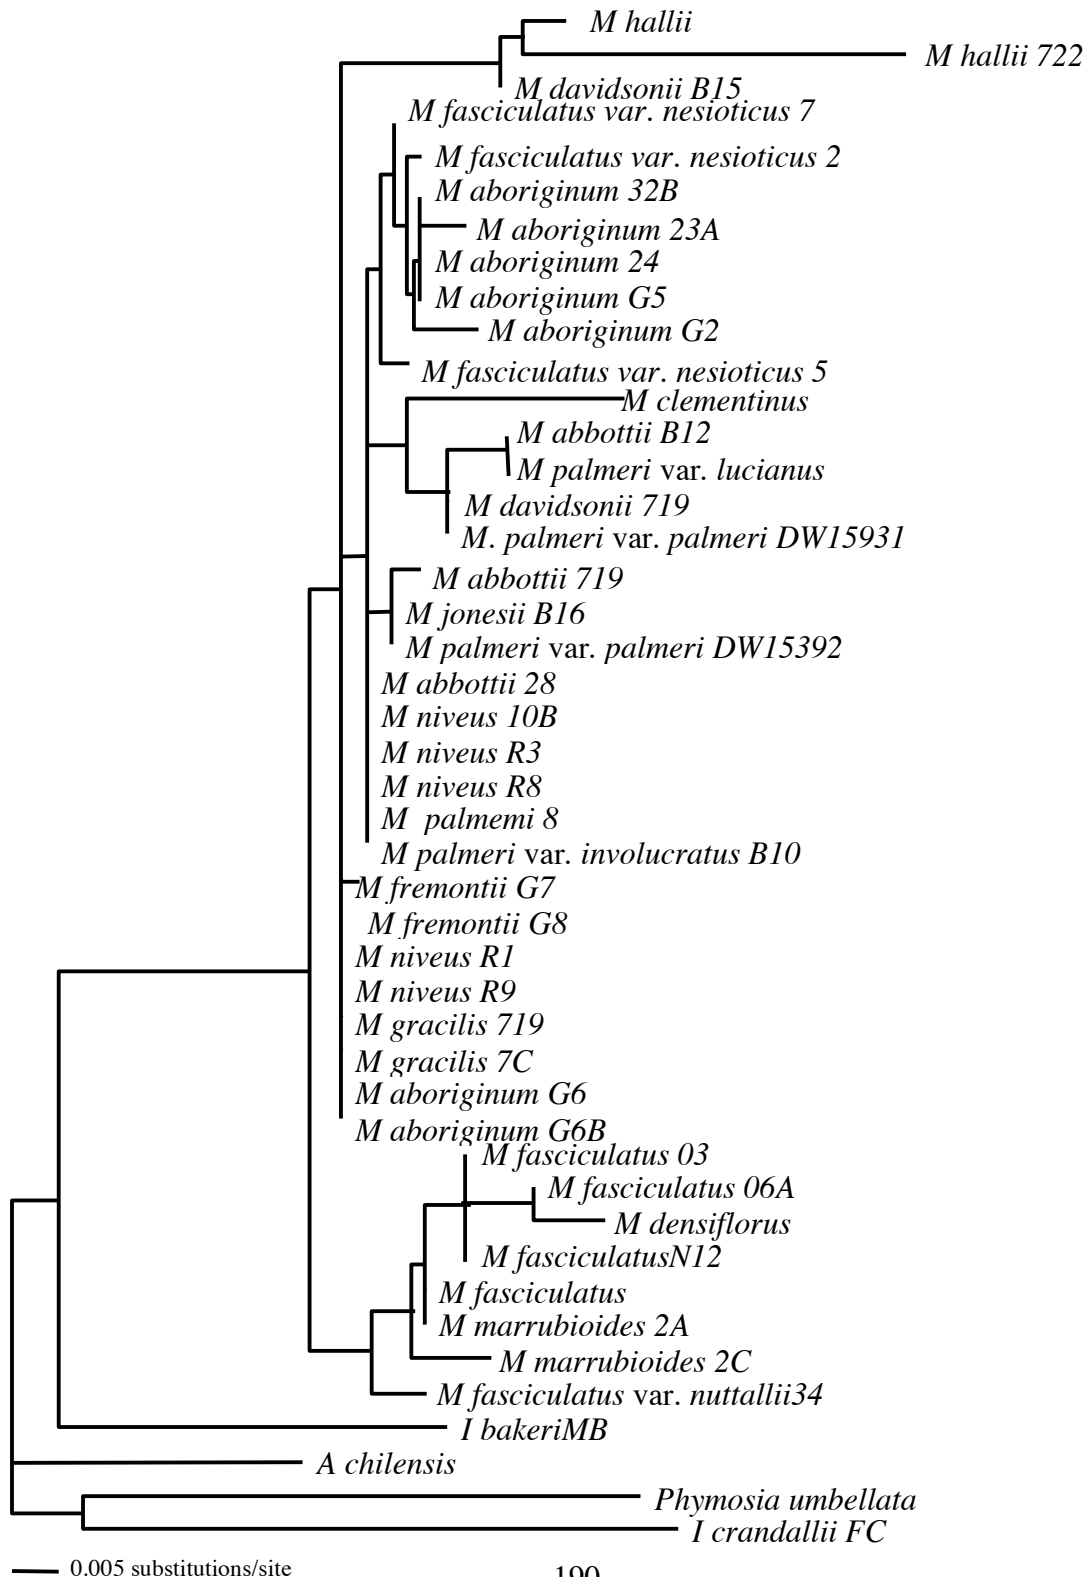 M hallii
M hallii 722
M davidsonii B15
M fasciculatus var. nesioticus 7
M fasciculatus var. nesioticus 2
M aboriginum 32B
M aboriginum 23A
M aboriginum 24
M aboriginum G5
M aboriginum G2
M fasciculatus var. nesioticus 5
M clementinus
M abbottii B12
M palmeri var. lucianus
M davidsonii 719
M. palmeri var. palmeri DW15931
M abbottii 719
M jonesii B16
M palmeri var. palmeri DW15392
M abbottii 28
M niveus 10B
M niveus R3
M niveus R8
M palmemi 8
M palmeri var. involucratus B10
M fremontii G7
M fremontii G8
M niveus R1
M niveus R9
M gracilis 719
M gracilis 7C
M aboriginum G6
M aboriginum G6B
M fasciculatus 03
M fasciculatus 06A
M densiflorus
M fasciculatusN12
M fasciculatus
M marrubioides 2A
M marrubioides 2C
M fasciculatus var. nuttallii34
I bakeriMB
A chilensis
Phymosia umbellata
I crandallii FC
0.005 substitutions/site
190